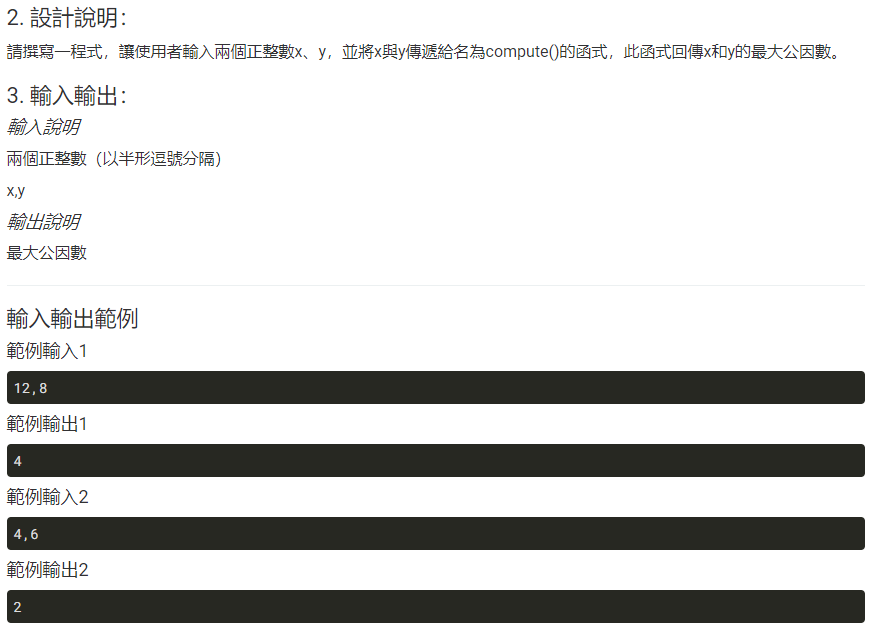 2. 設計說明：
請撰寫一程式，讓使用者輸入兩個正整數x、y，並將x與y傳遞給名為compute()的函式，此函式回傳x和y的最大公因數。
3. 輸入輸出：
輸入說明
兩個正整數（以半形逗號分隔）
x,y
輸出說明
最大公因數
輸入輸出範例
範例輸入1
12,8
範例輸出1
4
範例輸入2
4,6
範例輸出2
2